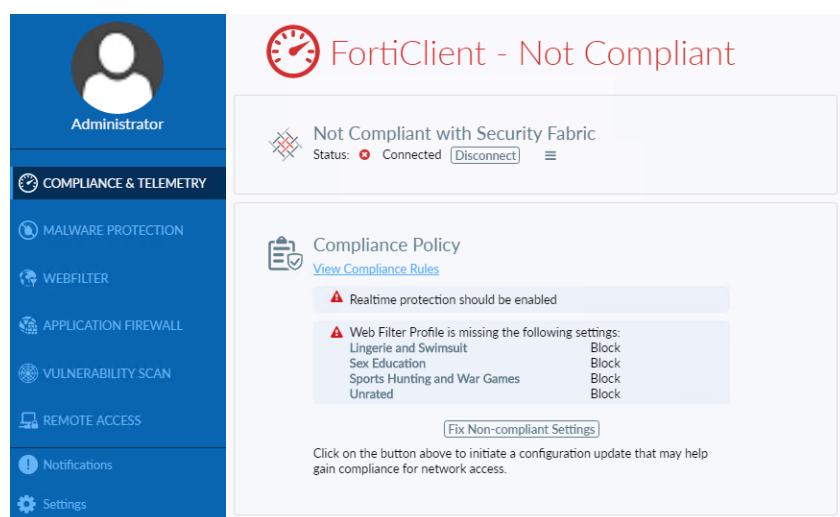 FortiClient - Not Compliant
Administrator
COMPLIANCE & TELEMETRY
MALWARE PROTECTION
WEBFILTER
APPLICATION FIREWALL
VULNERABILITY SCAN
REMOTE ACCESS
Notifications
Settings
Not Compliant with Security Fabric
Status: Connected Disconnect
Compliance Policy
View Compliance Rules
Realtime protection should be enabled
Web Filter Profile is missing the following settings:
Lingerie and Swimsuit Block
Sex Education Block
Sports Hunting and War Games Block
Unrated Block
Fix Non-compliant Settings
Click on the button above to initiate a configuration update that may help
gain compliance for network access.